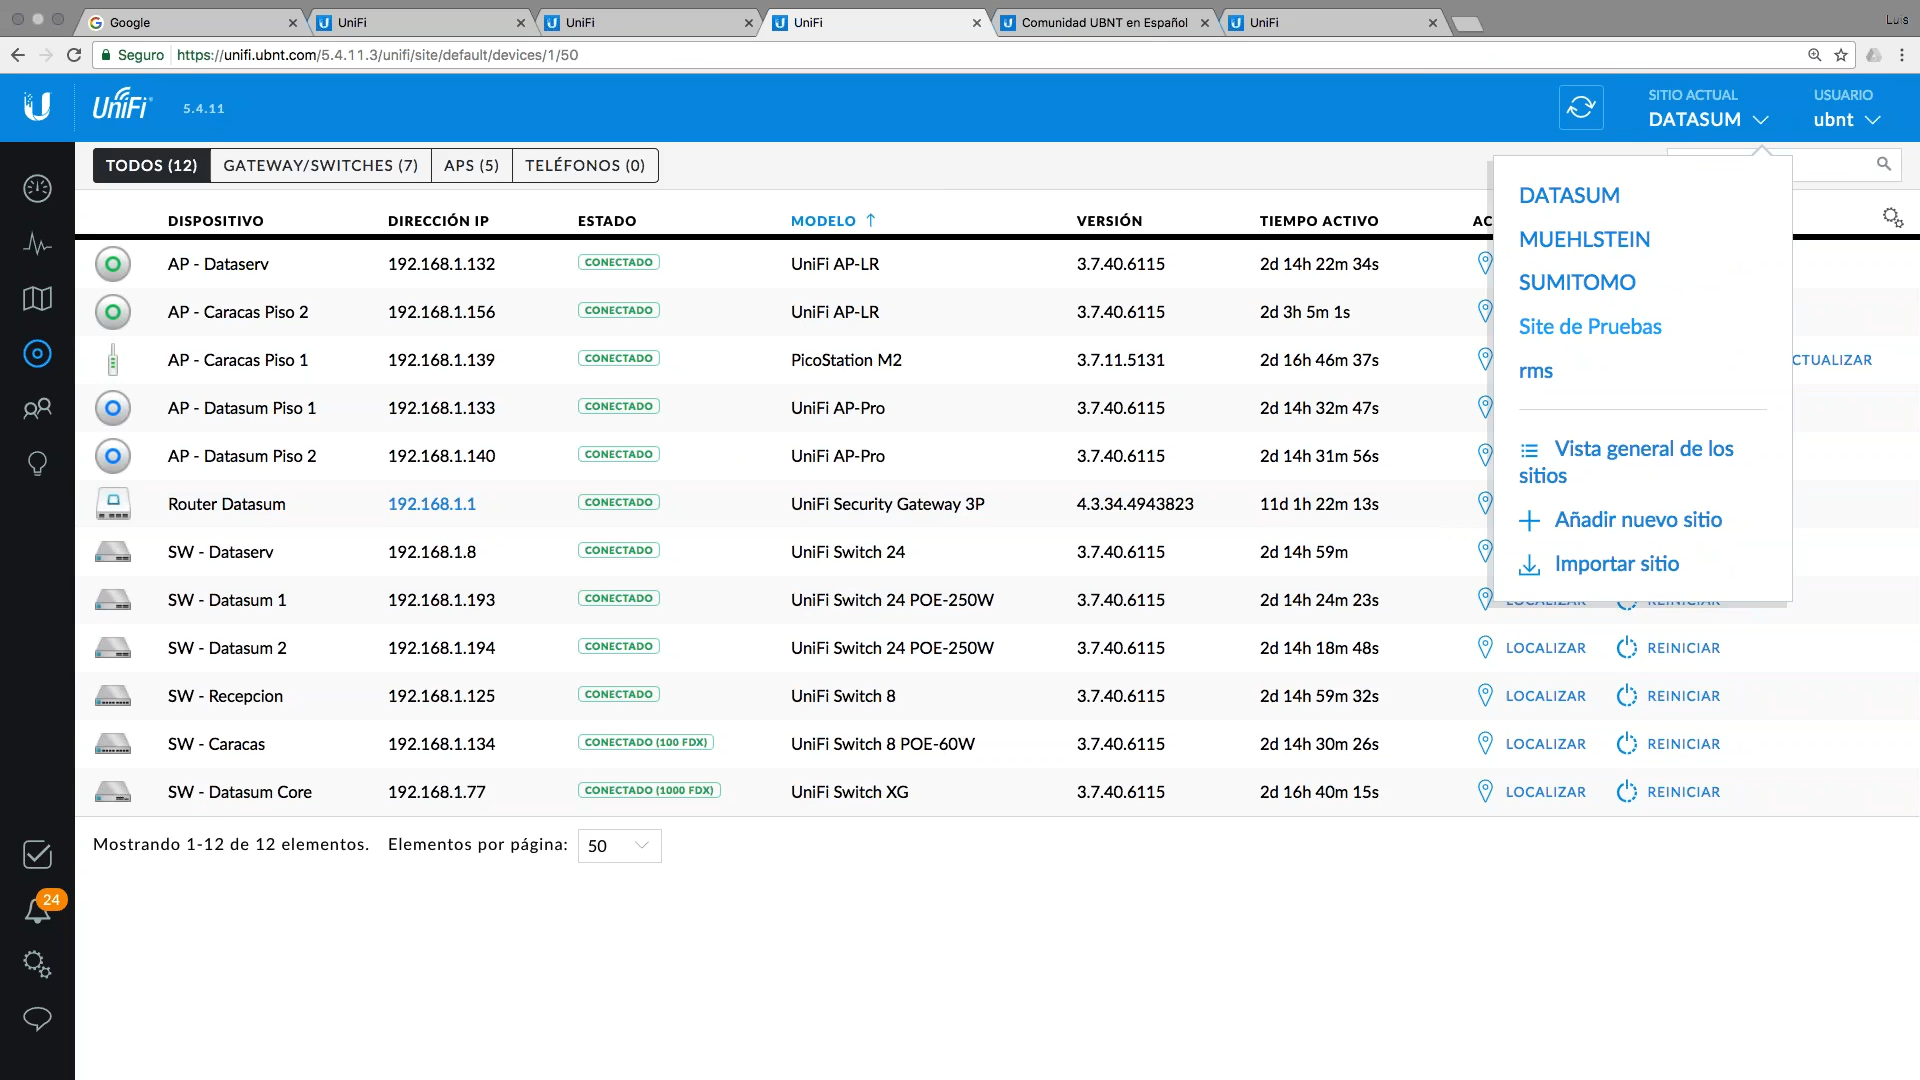 Google
UniFi
UniFi
UniFi
Comunidad UBNT en Español
UniFi
Luis
Seguro
https://unifi.ubnt.com/5.4.11.3/unifi/site/default/devices/1/50
UniFi
5.4.11
SITIO ACTUAL
DATASUM
USUARIO
ubnt
TODOS (12)
GATEWAY/SWITCHES (7)
APS (5)
TELÉFONOS (0)
DISPOSITIVO DIRECCIÓN IP ESTADO MODELO ↑ VERSIÓN TIEMPO ACTIVO AC
AP - Dataserv 192.168.1.132 CONECTADO UniFi AP-LR 3.7.40.6115 2d 14h 22m 34s
AP - Caracas Piso 2 192.168.1.156 CONECTADO UniFi AP-LR 3.7.40.6115 2d 3h 5m 1s
AP - Caracas Piso 1 192.168.1.139 CONECTADO PicoStation M2 3.7.11.5131 2d 16h 46m 37s CTUALIZAR
AP - Datasum Piso 1 192.168.1.133 CONECTADO UniFi AP-Pro 3.7.40.6115 2d 14h 32m 47s
AP - Datasum Piso 2 192.168.1.140 CONECTADO UniFi AP-Pro 3.7.40.6115 2d 14h 31m 56s
Router Datasum 192.168.1.1 CONECTADO UniFi Security Gateway 3P 4.3.34.4943823 11d 1h 22m 13s
SW - Dataserv 192.168.1.8 CONECTADO UniFi Switch 24 3.7.40.6115 2d 14h 59m
SW - Datasum 1 192.168.1.193 CONECTADO UniFi Switch 24 POE-250W 3.7.40.6115 2d 14h 24m 23s LOCALIZAR REINICIAR
SW - Datasum 2 192.168.1.194 CONECTADO UniFi Switch 24 POE-250W 3.7.40.6115 2d 14h 18m 48s LOCALIZAR REINICIAR
SW - Recepcion 192.168.1.125 CONECTADO UniFi Switch 8 3.7.40.6115 2d 14h 59m 32s LOCALIZAR REINICIAR
SW - Caracas 192.168.1.134 CONECTADO (100 FDX) UniFi Switch 8 POE-60W 3.7.40.6115 2d 14h 30m 26s LOCALIZAR REINICIAR
SW - Datasum Core 192.168.1.77 CONECTADO (1000 FDX) UniFi Switch XG 3.7.40.6115 2d 16h 40m 15s LOCALIZAR REINICIAR
DATASUM
MUEHLSTEIN
SUMITOMO
Site de Pruebas
rms
Vista general de los
sitios
Añadir nuevo sitio
Importar sitio
Mostrando 1-12 de 12 elementos. Elementos por página: 50
24